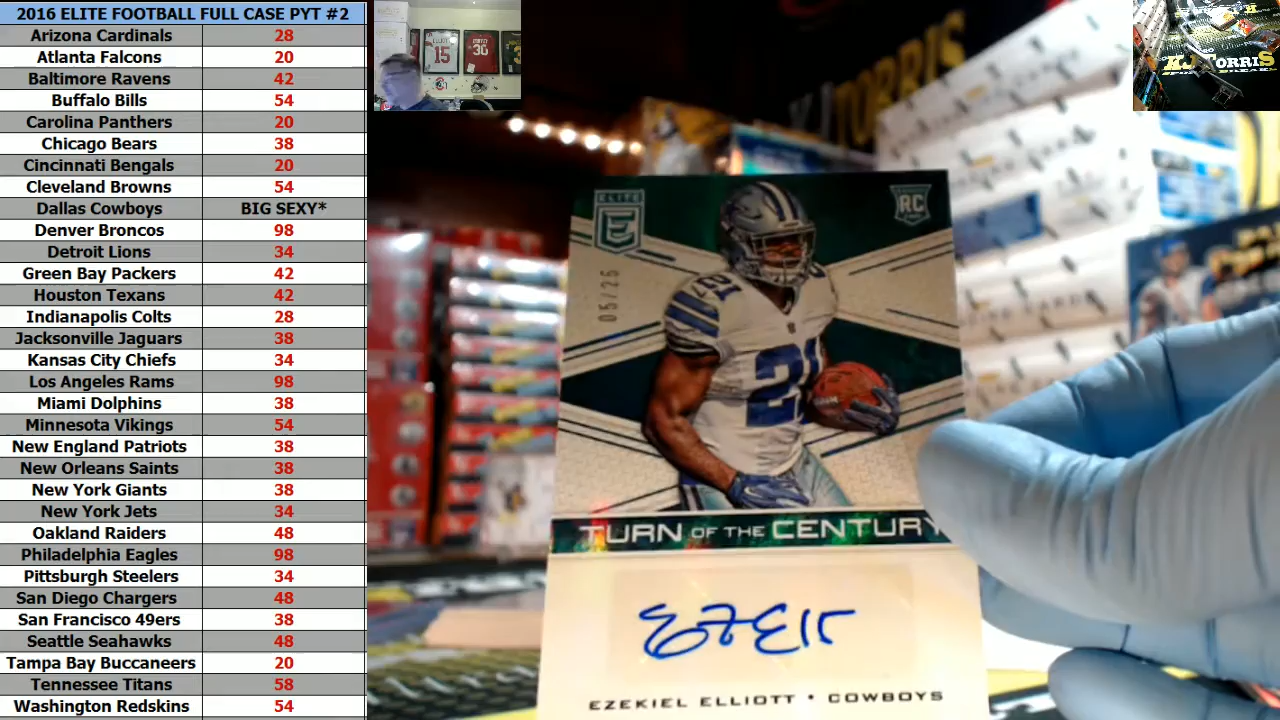 2016 ELITE FOOTBALL FULL CASE PYT #2
Arizona Cardinals 28
Atlanta Falcons 20
Baltimore Ravens 42
Buffalo Bills 54
Carolina Panthers 20
Chicago Bears 38
Cincinnati Bengals 20
Cleveland Browns 54
Dallas Cowboys BIG SEXY*
Denver Broncos 98
Detroit Lions 34
Green Bay Packers 42
Houston Texans 42
Indianapolis Colts 28
Jacksonville Jaguars 38
Kansas City Chiefs 34
Los Angeles Rams 98
Miami Dolphins 38
Minnesota Vikings 54
New England Patriots 38
New Orleans Saints 38
New York Giants 38
New York Jets 34
Oakland Raiders 48
Philadelphia Eagles 98
Pittsburgh Steelers 34
San Diego Chargers 48
San Francisco 49ers 38
Seattle Seahawks 48
Tampa Bay Buccaneers 20
Tennessee Titans 58
Washington Redskins 54
15
30
KJTORRIS
KJTORRIS
ELITE
E
RC
05/25
21
21
TURN OF THE CENTURY
EZEKIEL ELLIOTT • COWBOYS